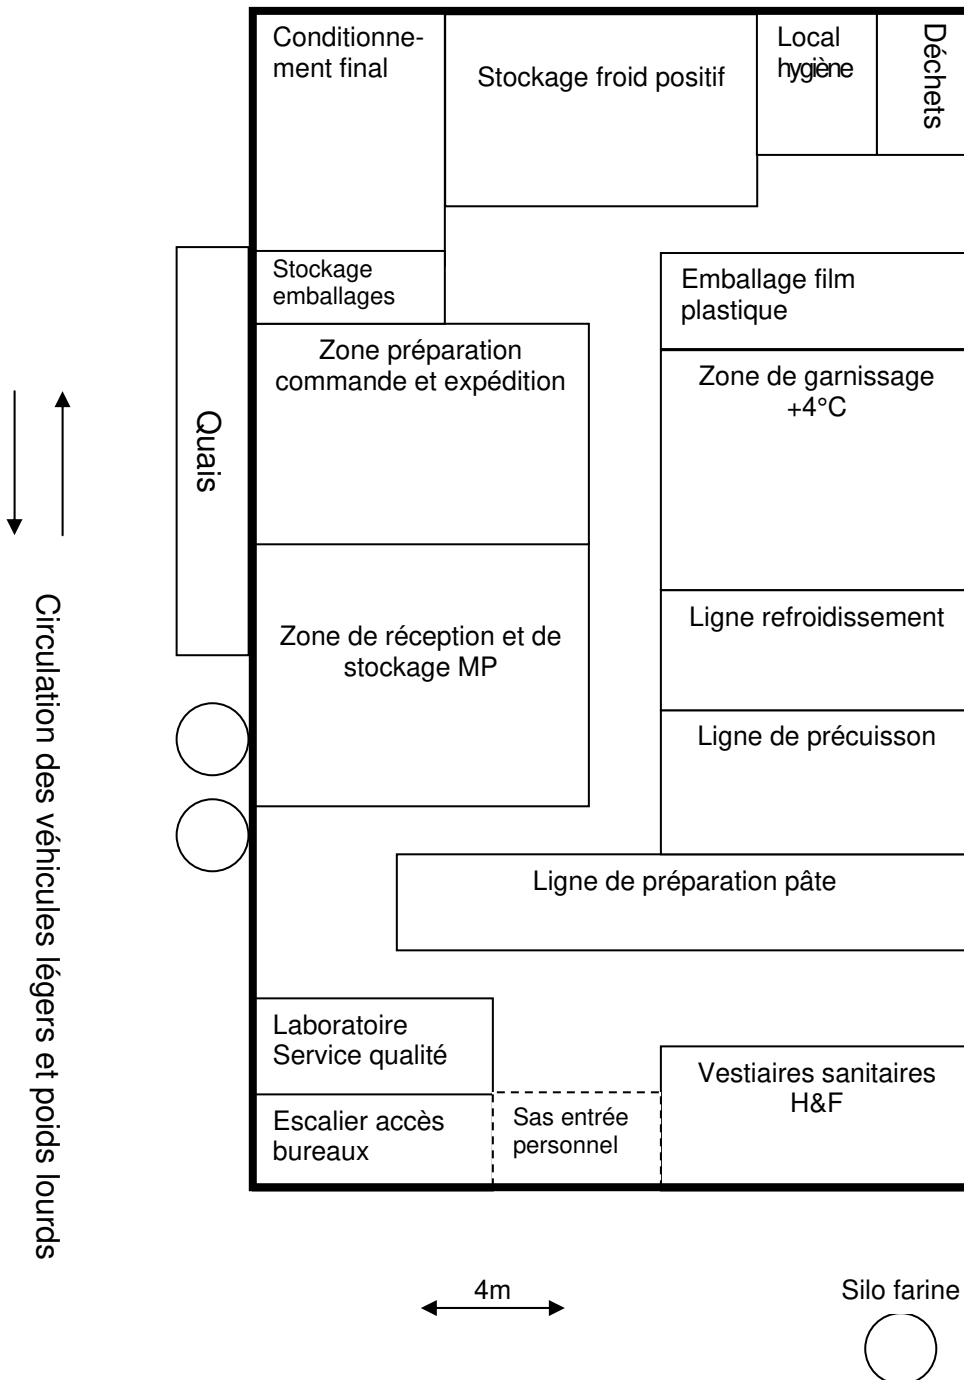 Conditionne-
ment final
Stockage froid positif
Local
hygiène
Déchets
Stockage
emballages
Emballage film
plastique
Zone préparation
commande et expédition
Zone de garnissage
+4°C
Quais
Zone de réception et de
stockage MP
Ligne refroidissement
Ligne de précuisson
Circulation des véhicules légers et poids lourds
Ligne de préparation pâte
Laboratoire
Service qualité
Escalier accès
bureaux
Sas entrée
personnel
Vestiaires sanitaires
H&F
4m
Silo farine